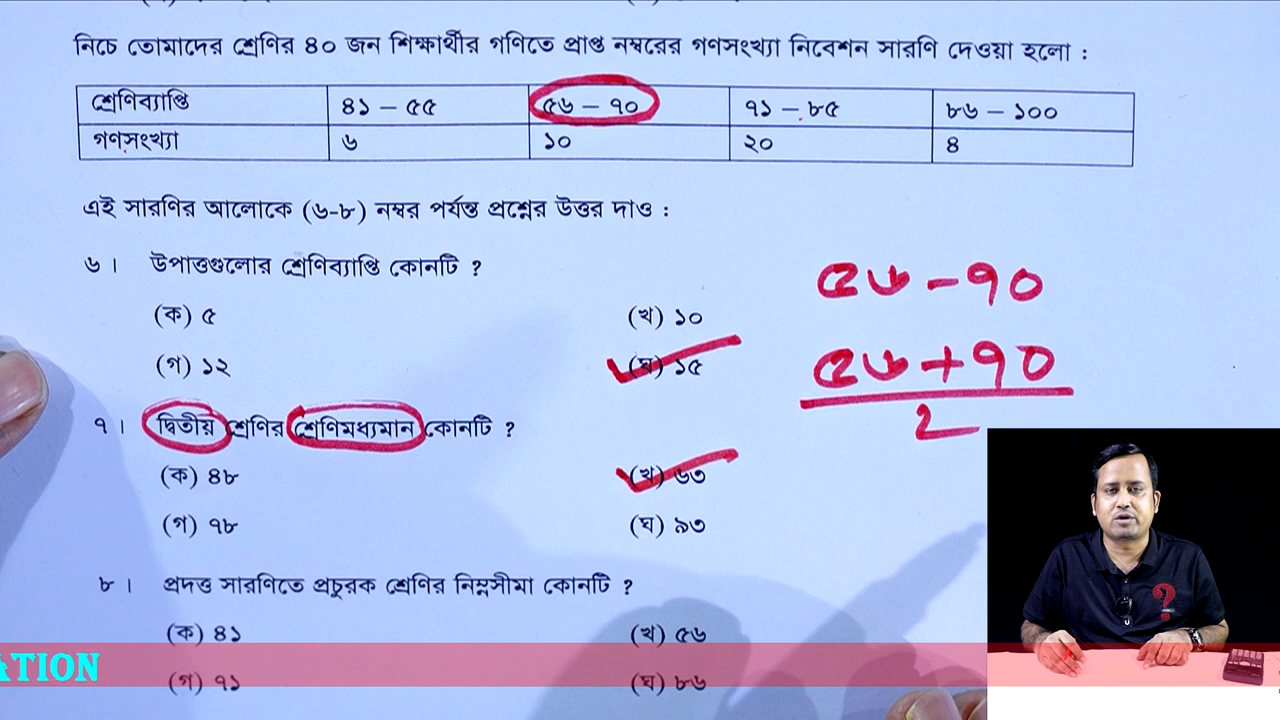 নিচে তোমাদের শ্রেণির ৪০ জন শিক্ষার্থীর গণিতে প্রাপ্ত নম্বরের গণসংখ্যা নিবেশন সারণি দেওয়া হলো :
শ্রেণিব্যাপ্তি ৪১ – ৫৫ ৫৬ – ৭০ ৭১ – ৮৫ ৮৬ – ১০০
গণসংখ্যা ৬ ১০ ২০ ৪
এই সারণির আলোকে (৬-৮) নম্বর পর্যন্ত প্রশ্নের উত্তর দাও :
৬। উপাত্তগুলোর শ্রেণিব্যাপ্তি কোনটি ?
(ক) ৫ (খ) ১০
(গ) ১২ (ঘ) ১৫
৫৬ – ৭০
৫৬ + ৭০
2
৭। দ্বিতীয় শ্রেণির শ্রেণিমধ্যমান কোনটি ?
(ক) ৪৮ (খ) ৬৩
(গ) ৭৮ (ঘ) ৯৩
৮। প্রদত্ত সারণিতে প্রচুরক শ্রেণির নিম্নসীমা কোনটি ?
(ক) ৪১ (খ) ৫৬
(গ) ৭১ (ঘ) ৮৬
ATION